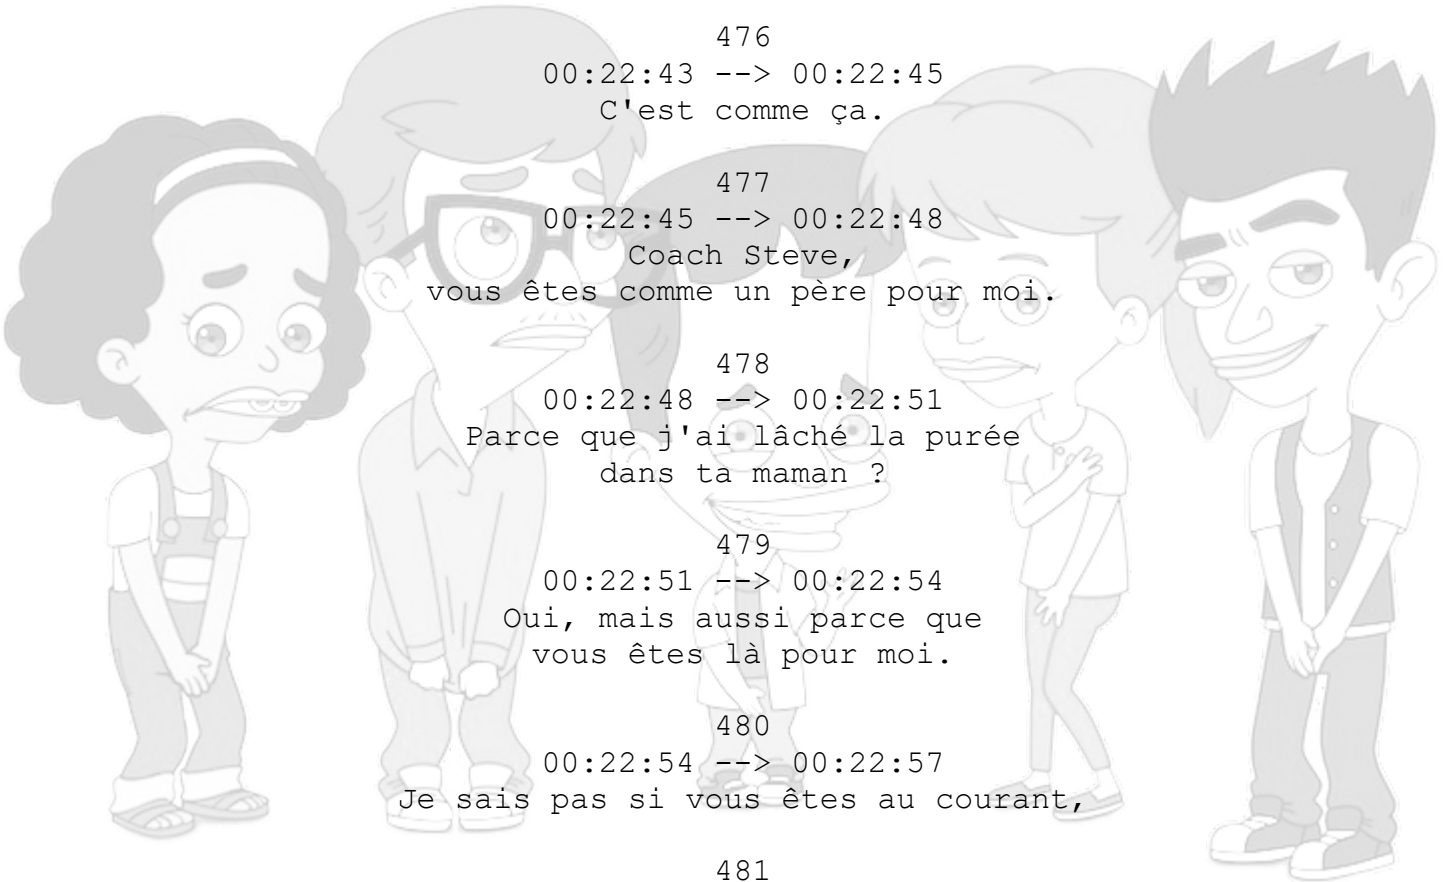 476
00:22:43 --> 00:22:45
C'est comme ça.
477
00:22:45 --> 00:22:48
Coach Steve,
vous êtes comme un père pour moi.
478
00:22:48 --> 00:22:51
Parce que j'ai lâché la purée
dans ta maman ?
479
00:22:51 --> 00:22:54
Oui, mais aussi parce que
vous êtes là pour moi.
480
00:22:54 --> 00:22:57
Je sais pas si vous êtes au courant,
481